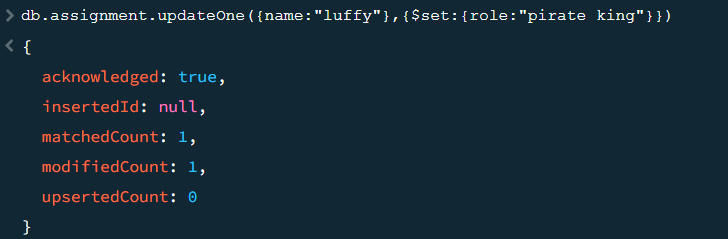 > db.assignment.updateOne({name:"luffy"},{$set:{role:"pirate king"}})
< {
acknowledged: true,
insertedId: null,
matchedCount: 1,
modifiedCount: 1,
upsertedCount: 0
}